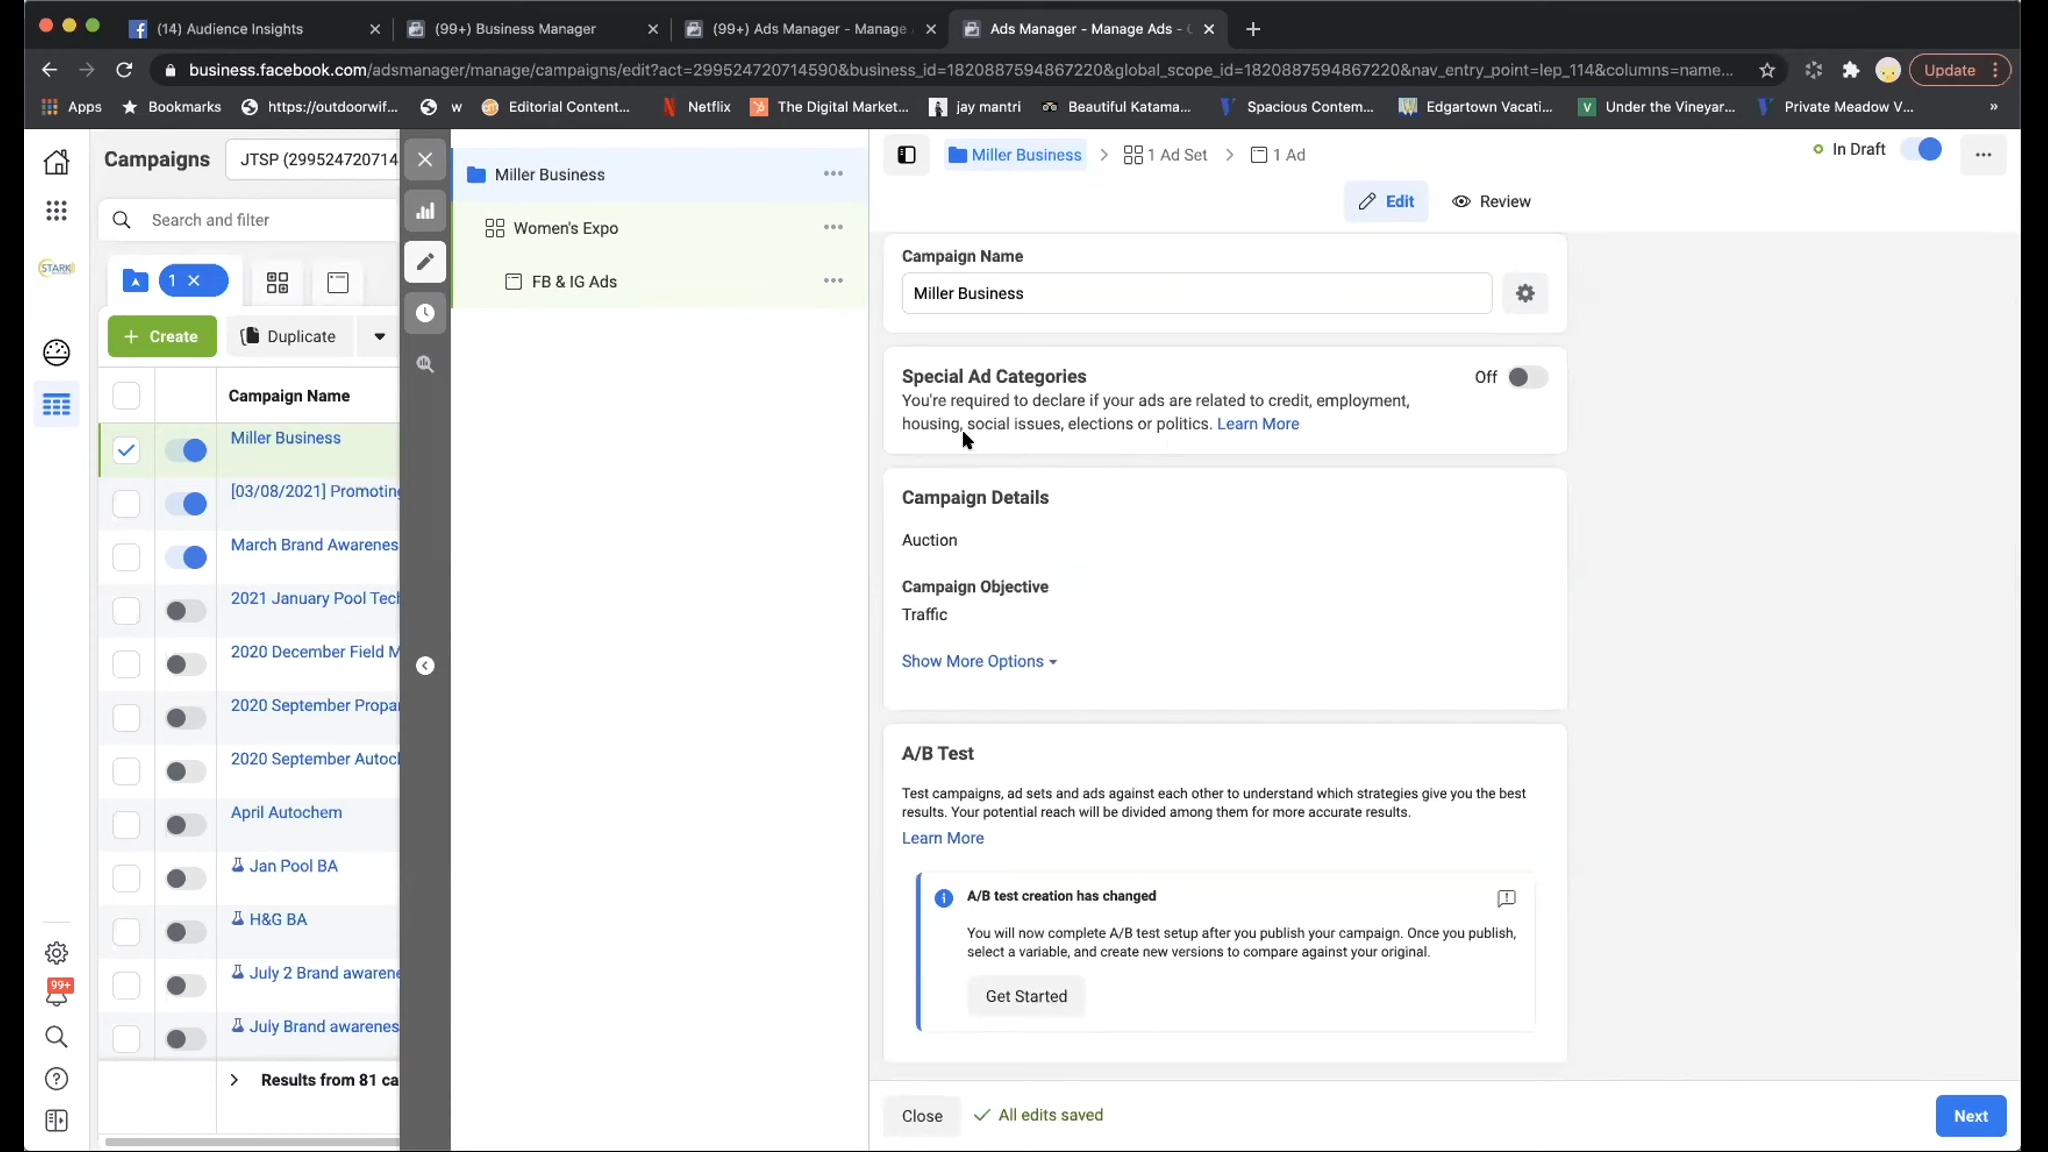 (14) Audience Insights
(99+) Business Manager
(99+) Ads Manager - Manage
Ads Manager - Manage Ads -
business.facebook.com/adsmanager/manage/campaigns/edit?act=299524720714590&business_id=1820887594867220&global_scope_id=1820887594867220&nav_entry_point=lep_114&columns=name...
Update
Apps
Bookmarks
https://outdoorwif...
w
Editorial Content...
Netflix
The Digital Market...
jay mantri
Beautiful Katama...
Spacious Contem...
Edgartown Vacati...
Under the Vineyar...
Private Meadow V...
»
STARK
99+
Campaigns
JTSP (299524720714
Search and filter
1
Create
Duplicate
Campaign Name
Miller Business
[03/08/2021] Promoting
March Brand Awarenes
2021 January Pool Tech
2020 December Field M
2020 September Propan
2020 September Autoch
April Autochem
Jan Pool BA
H&G BA
July 2 Brand awarene
July Brand awareness
Results from 81 ca
Miller Business
Women's Expo
FB & IG Ads
Miller Business
1 Ad Set
1 Ad
In Draft
Edit
Review
Campaign Name
Miller Business
Special Ad Categories
Off
You're required to declare if your ads are related to credit, employment,
housing, social issues, elections or politics. Learn More
Campaign Details
Auction
Campaign Objective
Traffic
Show More Options
A/B Test
Test campaigns, ad sets and ads against each other to understand which strategies give you the best
results. Your potential reach will be divided among them for more accurate results.
Learn More
A/B test creation has changed
You will now complete A/B test setup after you publish your campaign. Once you publish,
select a variable, and create new versions to compare against your original.
Get Started
Close
All edits saved
Next